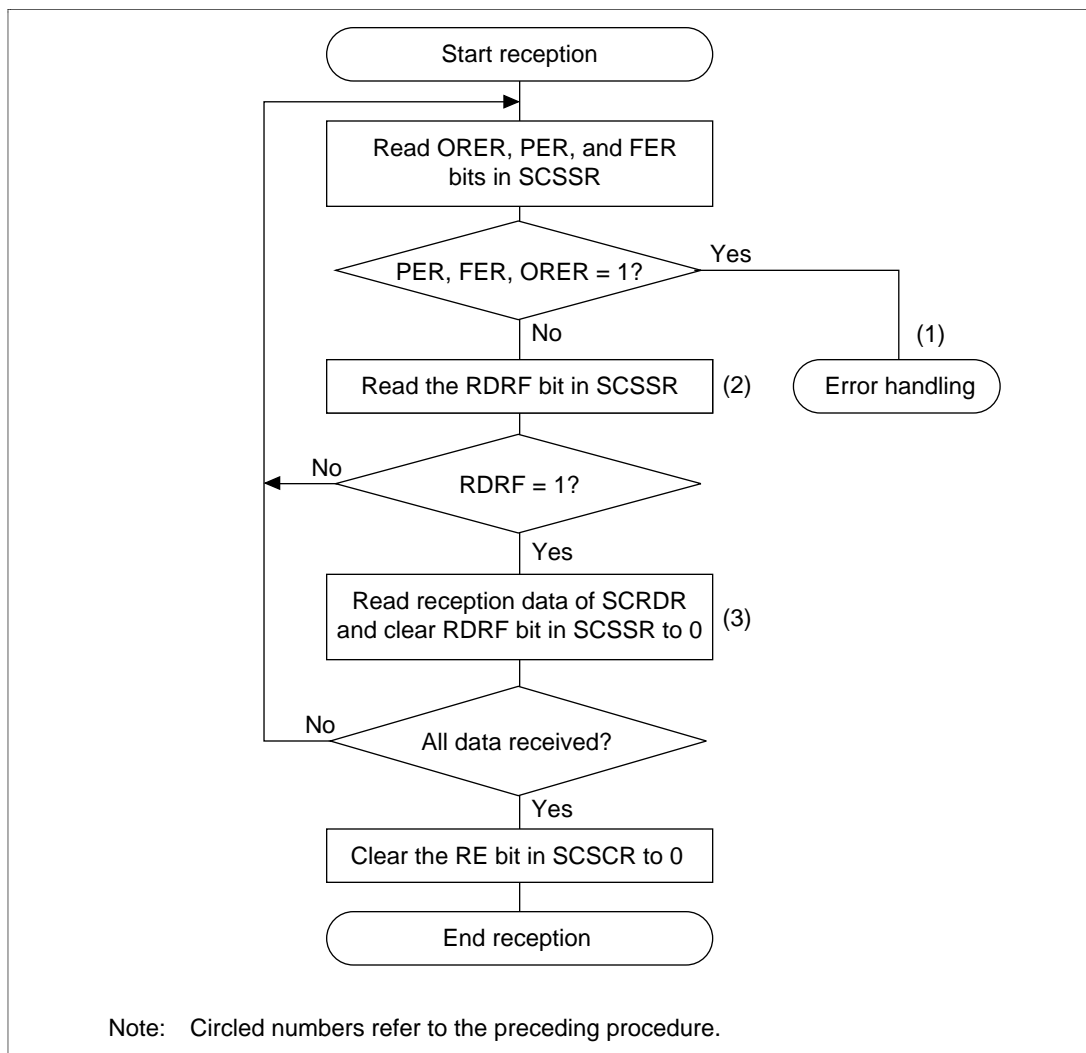 Start reception
Read ORER, PER, and FER
bits in SCSSR
PER, FER, ORER = 1?
Yes
No
(1)
Error handling
Read the RDRF bit in SCSSR
(2)
No
RDRF = 1?
Yes
Read reception data of SCRDR
and clear RDRF bit in SCSSR to 0
(3)
No
All data received?
Yes
Clear the RE bit in SCSCR to 0
End reception
Note: Circled numbers refer to the preceding procedure.